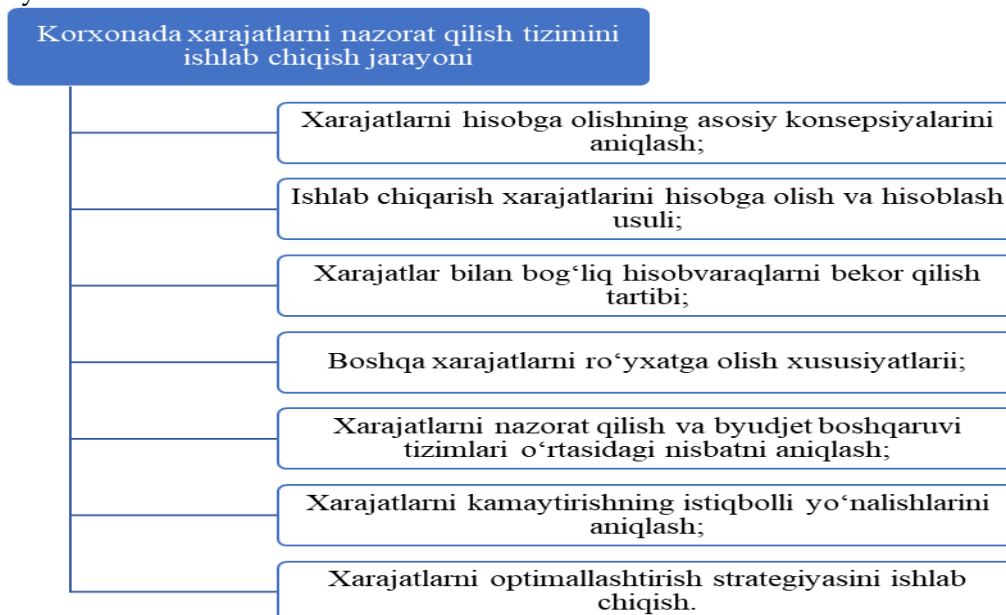 Korxonada xarajatlarni nazorat qilish tizimini
ishlab chiqish jarayoni
Xarajatlarni hisobga olishning asosiy konsepsiyalarini
aniqlash;
Ishlab chiqarish xarajatlarini hisobga olish va hisoblash
usuli;
Xarajatlar bilan bog‘liq hisobvaraqlarni bekor qilish
tartibi;
Boshqa xarajatlarni ro‘yxatga olish xususiyatlarii;
Xarajatlarni nazorat qilish va byudjet boshqaruvi
tizimlari o‘rtasidagi nisbatni aniqlash;
Xarajatlarni kamaytirishning istiqbolli yo‘nalishlarini
aniqlash;
Xarajatlarni optimallashtirish strategiyasini ishlab
chiqish.